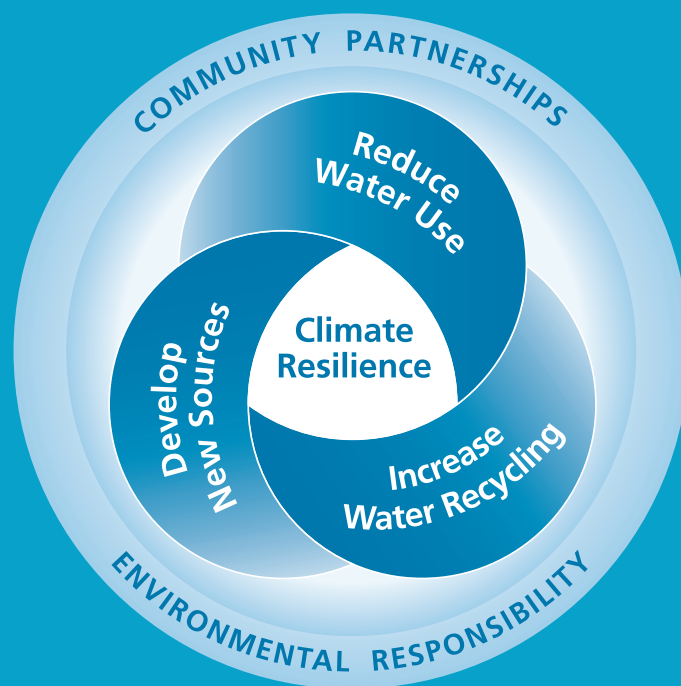 COMMUNITY PARTNERSHIPS
Reduce
Water Use
Climate
Resilience
Develop
New Sources
Increase
Water Recycling
ENVIRONMENTAL RESPONSIBILITY